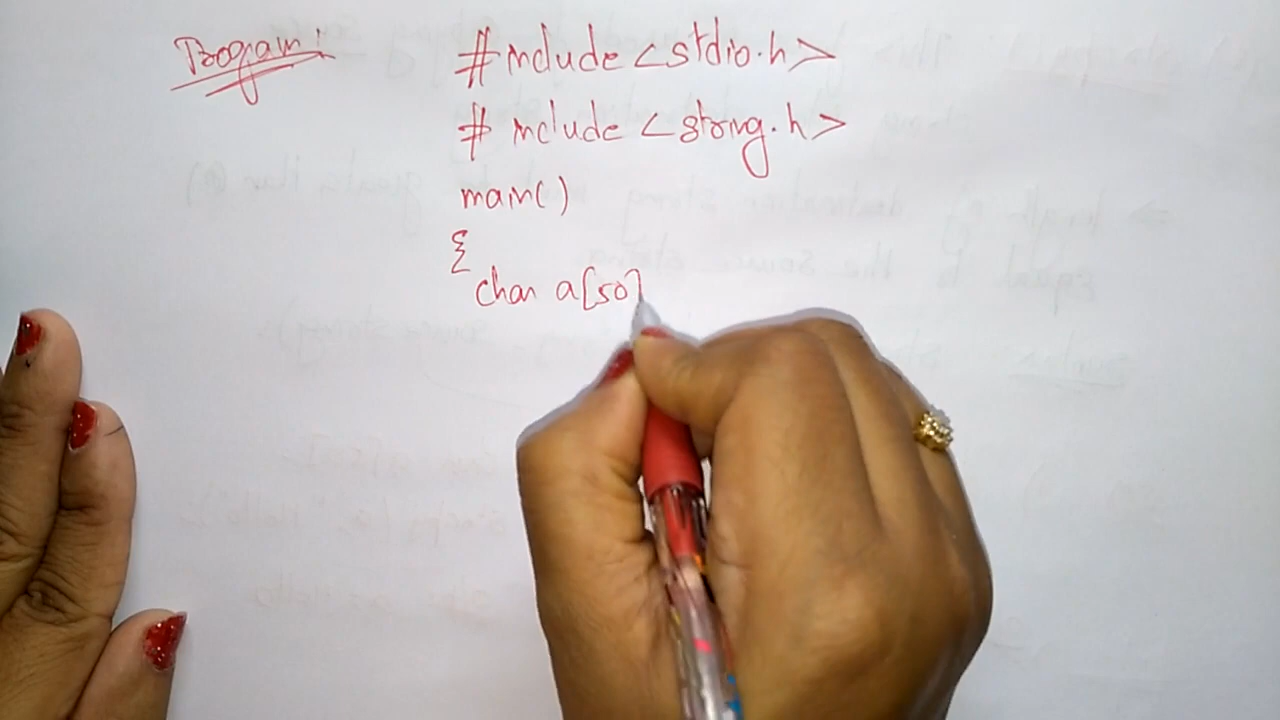 Program:
#include <stdio.h>
# include <string.h>
main()
{
char a[50]